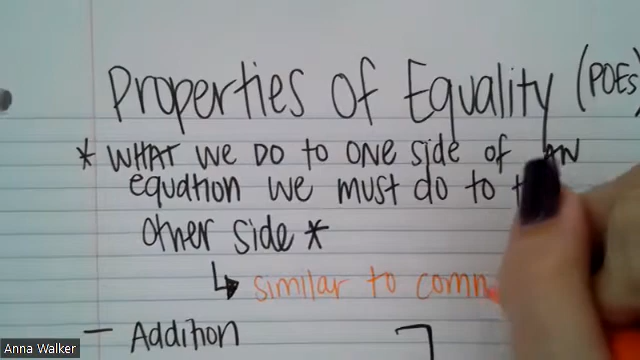 Properties of Equality (POEs)
* WHAT WE DO TO ONE side of AN
equation we must do to
other side *
↳ similar to comm
- Addition
Anna Walker